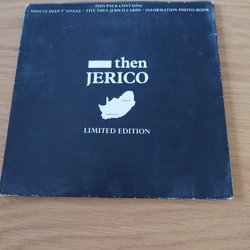 THIS PACK CONTAINS:
MUSCLE DEEP 7" SINGLE / FIVE THEN JERICO CARDS / INFORMATION PHOTO-BOOK
then
JERICO
LIMITED EDITION